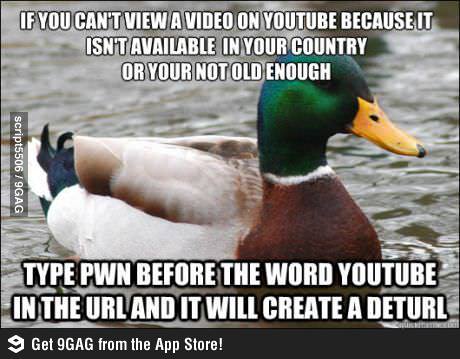 IF YOU CAN'T VIEW A VIDEO ON YOUTUBE BECAUSE IT
ISN'T AVAILABLE IN YOUR COUNTRY
OR YOUR NOT OLD ENOUGH
script5506 / 9GAG
TYPE PWN BEFORE THE WORD YOUTUBE
IN THE URL AND IT WILL CREATE A DETURL
Get 9GAG from the App Store!